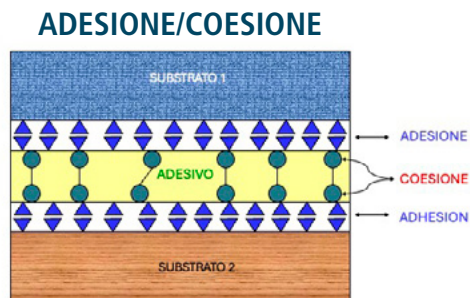 ADESIONE/COESIONE
SUBSTRATO 1
ADESIONE
ADESIVO
COESIONE
ADHESION
SUBSTRATO 2